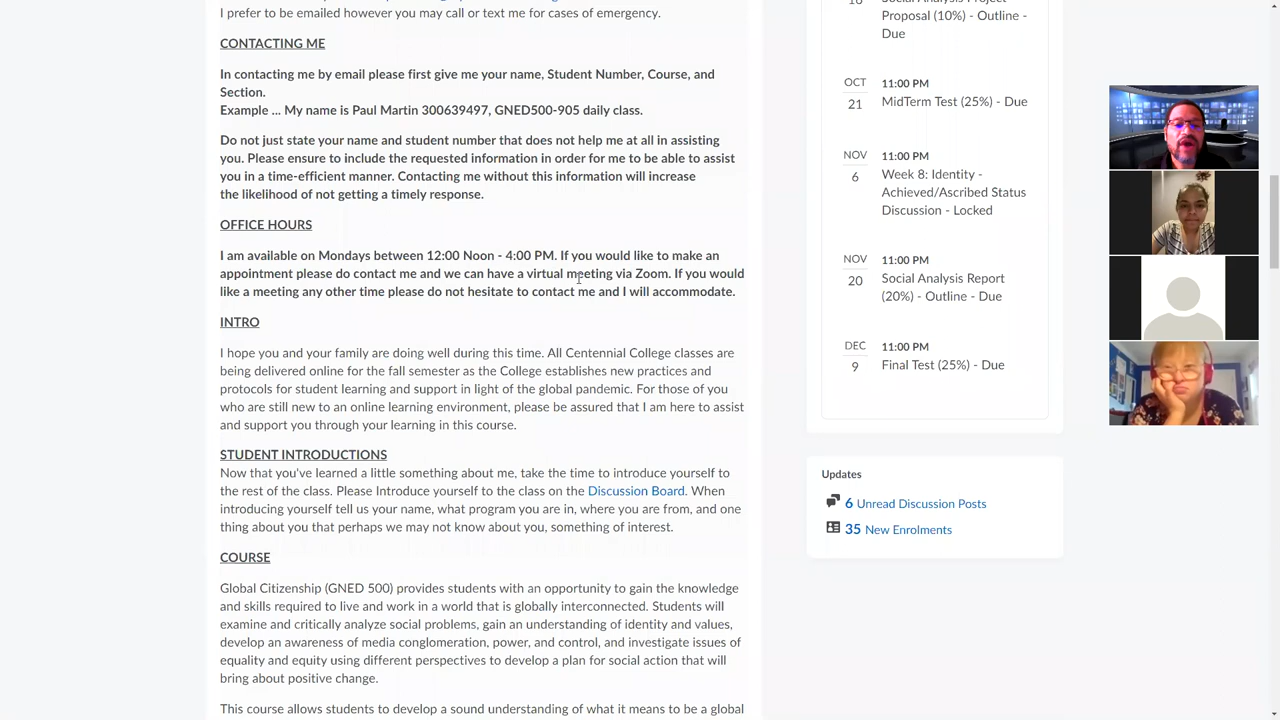 I prefer to be emailed however you may call or text me for cases of emergency.
CONTACTING ME
In contacting me by email please first give me your name, Student Number, Course, and
Section.
Example ... My name is Paul Martin 300639497, GNED500-905 daily class.
Do not just state your name and student number that does not help me at all in assisting
you. Please ensure to include the requested information in order for me to be able to assist
you in a time-efficient manner. Contacting me without this information will increase
the likelihood of not getting a timely response.
OFFICE HOURS
I am available on Mondays between 12:00 Noon - 4:00 PM. If you would like to make an
appointment please do contact me and we can have a virtual meeting via Zoom. If you would
like a meeting any other time please do not hesitate to contact me and I will accommodate.
INTRO
I hope you and your family are doing well during this time. All Centennial College classes are
being delivered online for the fall semester as the College establishes new practices and
protocols for student learning and support in light of the global pandemic. For those of you
who are still new to an online learning environment, please be assured that I am here to assist
and support you through your learning in this course.
STUDENT INTRODUCTIONS
Now that you've learned a little something about me, take the time to introduce yourself to
the rest of the class. Please Introduce yourself to the class on the Discussion Board. When
introducing yourself tell us your name, what program you are in, where you are from, and one
thing about you that perhaps we may not know about you, something of interest.
COURSE
Global Citizenship (GNED 500) provides students with an opportunity to gain the knowledge
and skills required to live and work in a world that is globally interconnected. Students will
examine and critically analyze social problems, gain an understanding of identity and values,
develop an awareness of media conglomeration, power, and control, and investigate issues of
equality and equity using different perspectives to develop a plan for social action that will
bring about positive change.
This course allows students to develop a sound understanding of what it means to be a global
Social Analysis Project
Proposal (10%) - Outline -
Due
OCT
21
11:00 PM
MidTerm Test (25%) - Due
NOV
6
11:00 PM
Week 8: Identity -
Achieved/Ascribed Status
Discussion - Locked
NOV
20
11:00 PM
Social Analysis Report
(20%) - Outline - Due
DEC
9
11:00 PM
Final Test (25%) - Due
Updates
6 Unread Discussion Posts
35 New Enrolments